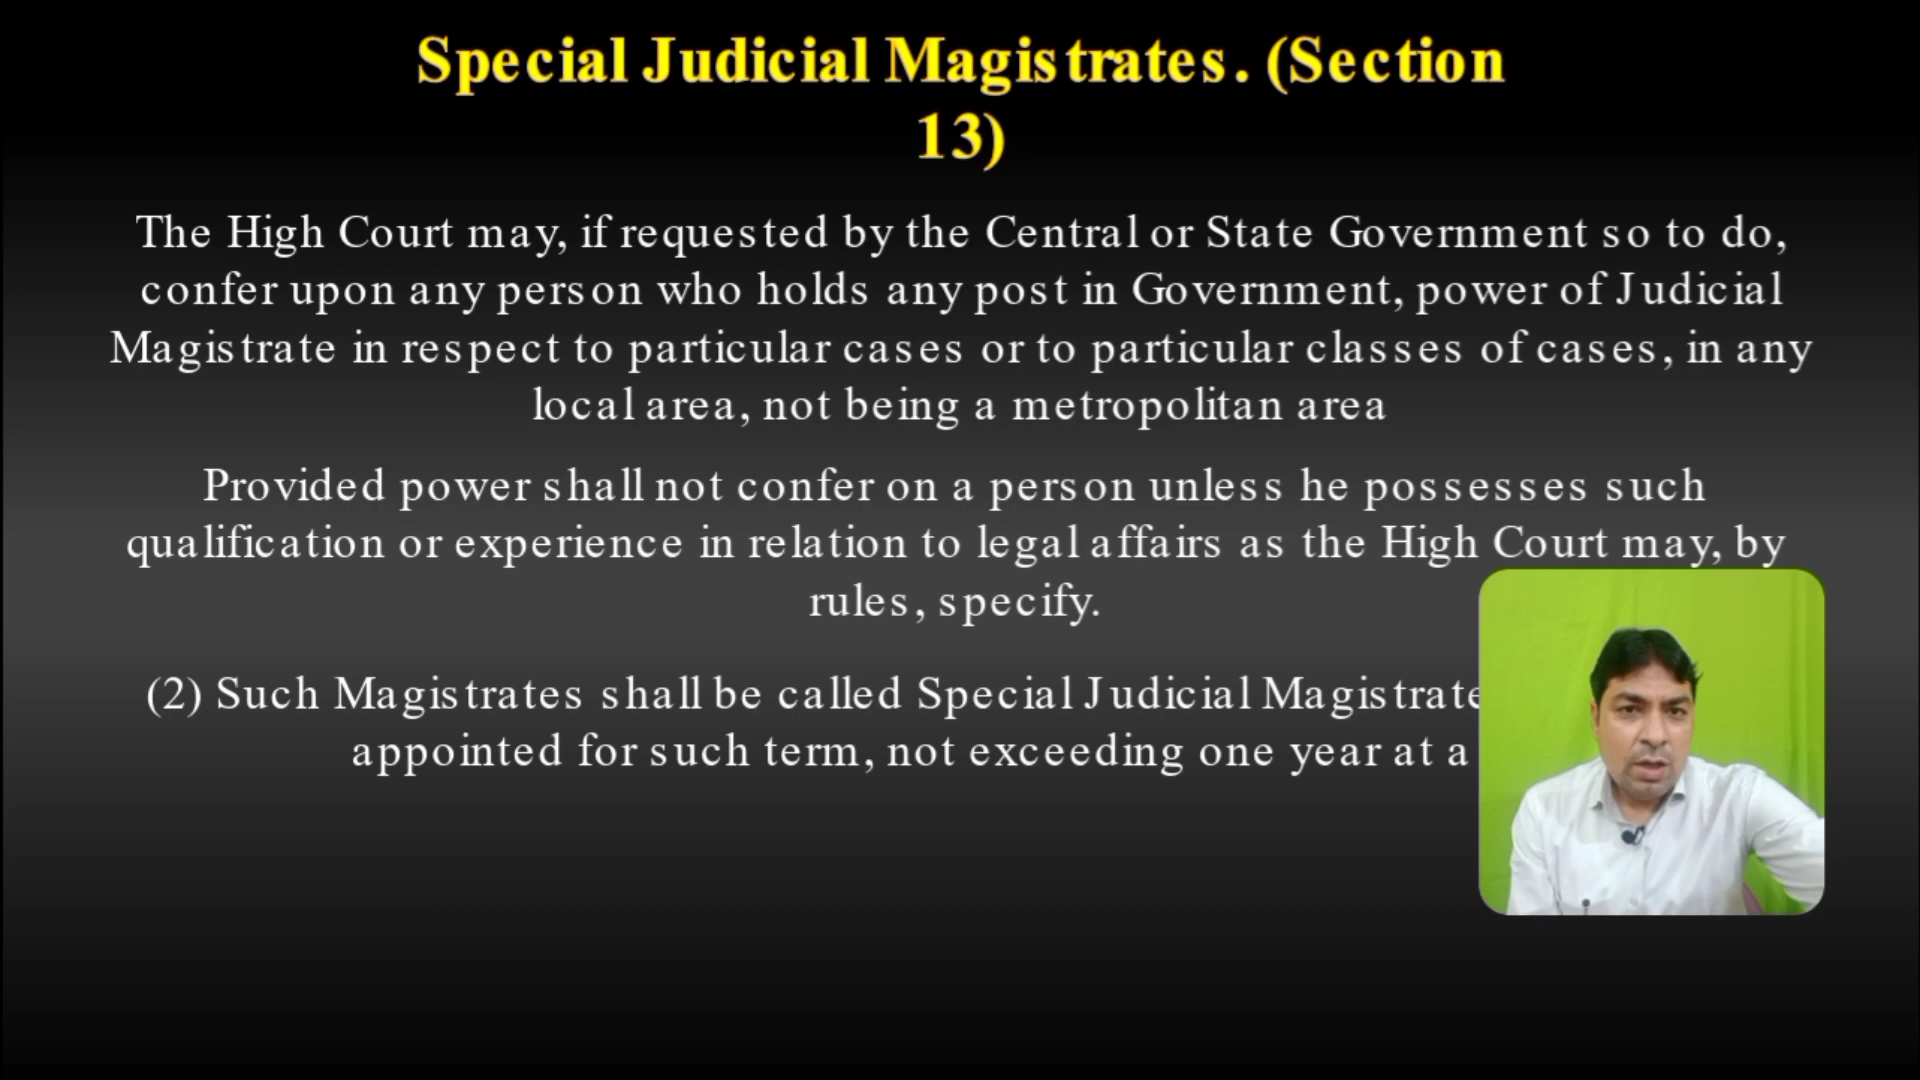 Special Judicial Magistrates. (Section
13)
The High Court may, if requested by the Central or State Government so to do,
confer upon any person who holds any post in Government, power of Judicial
Magistrate in respect to particular cases or to particular classes of cases, in any
local area, not being a metropolitan area
Provided power shall not confer on a person unless he possesses such
qualification or experience in relation to legal affairs as the High Court may, by
rules, specify.
(2) Such Magistrates shall be called Special Judicial Magistrate
appointed for such term, not exceeding one year at a